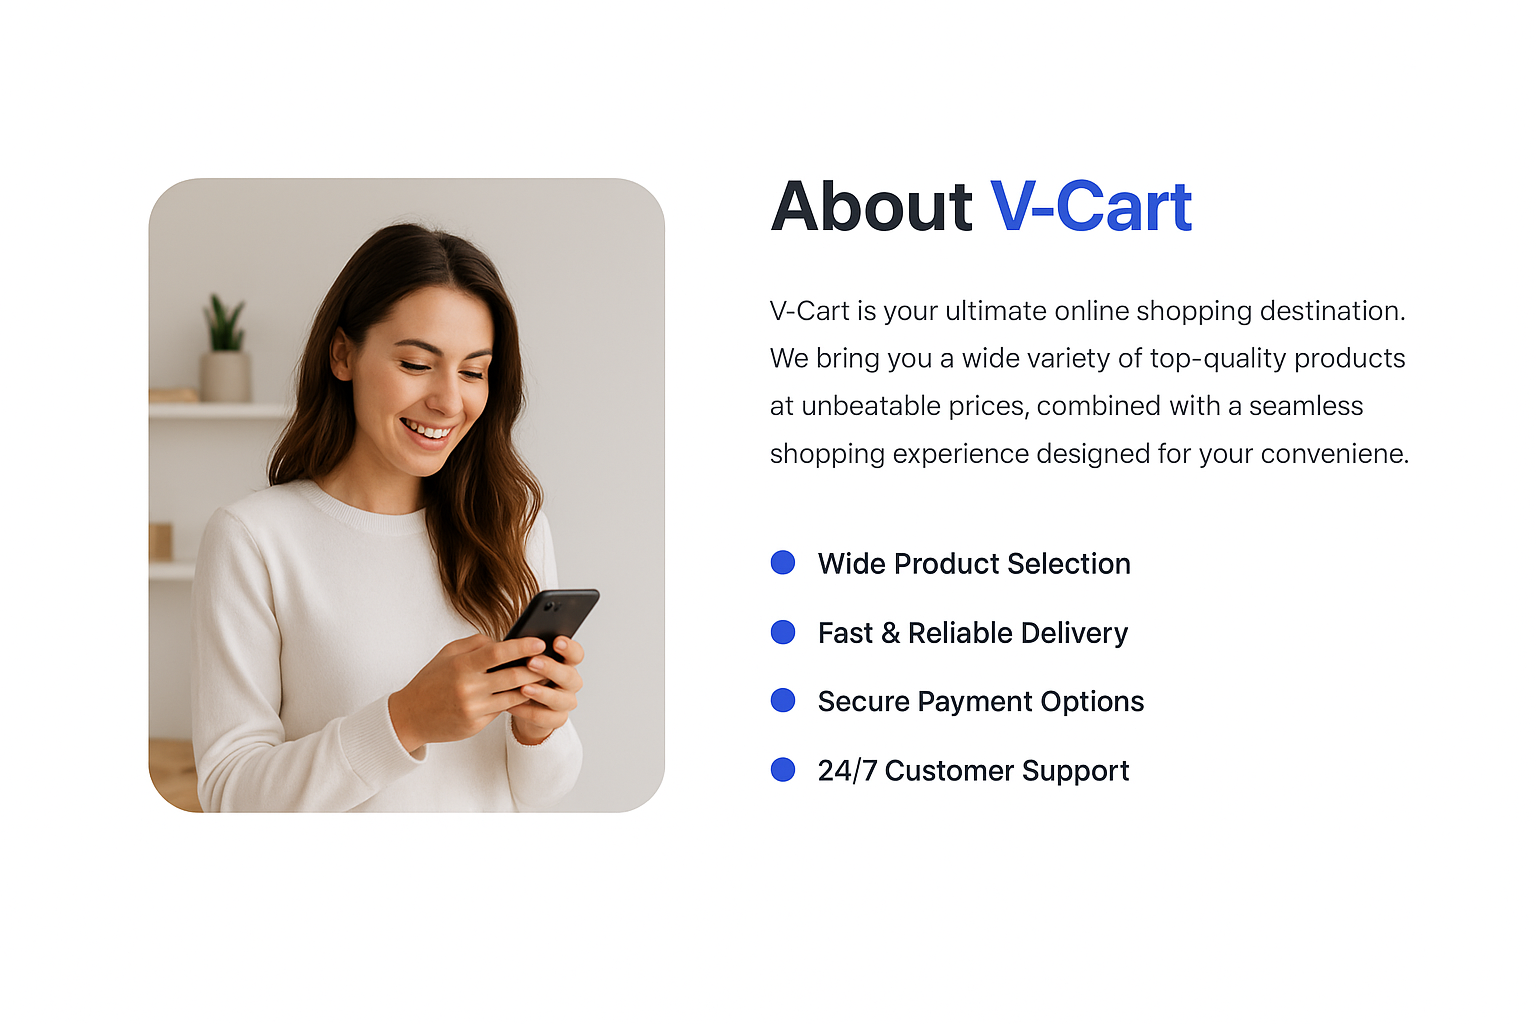 About V-Cart
V-Cart is your ultimate online shopping destination.
We bring you a wide variety of top-quality products
at unbeatable prices, combined with a seamless
shopping experience designed for your conveniene.
Wide Product Selection
Fast & Reliable Delivery
Secure Payment Options
24/7 Customer Support